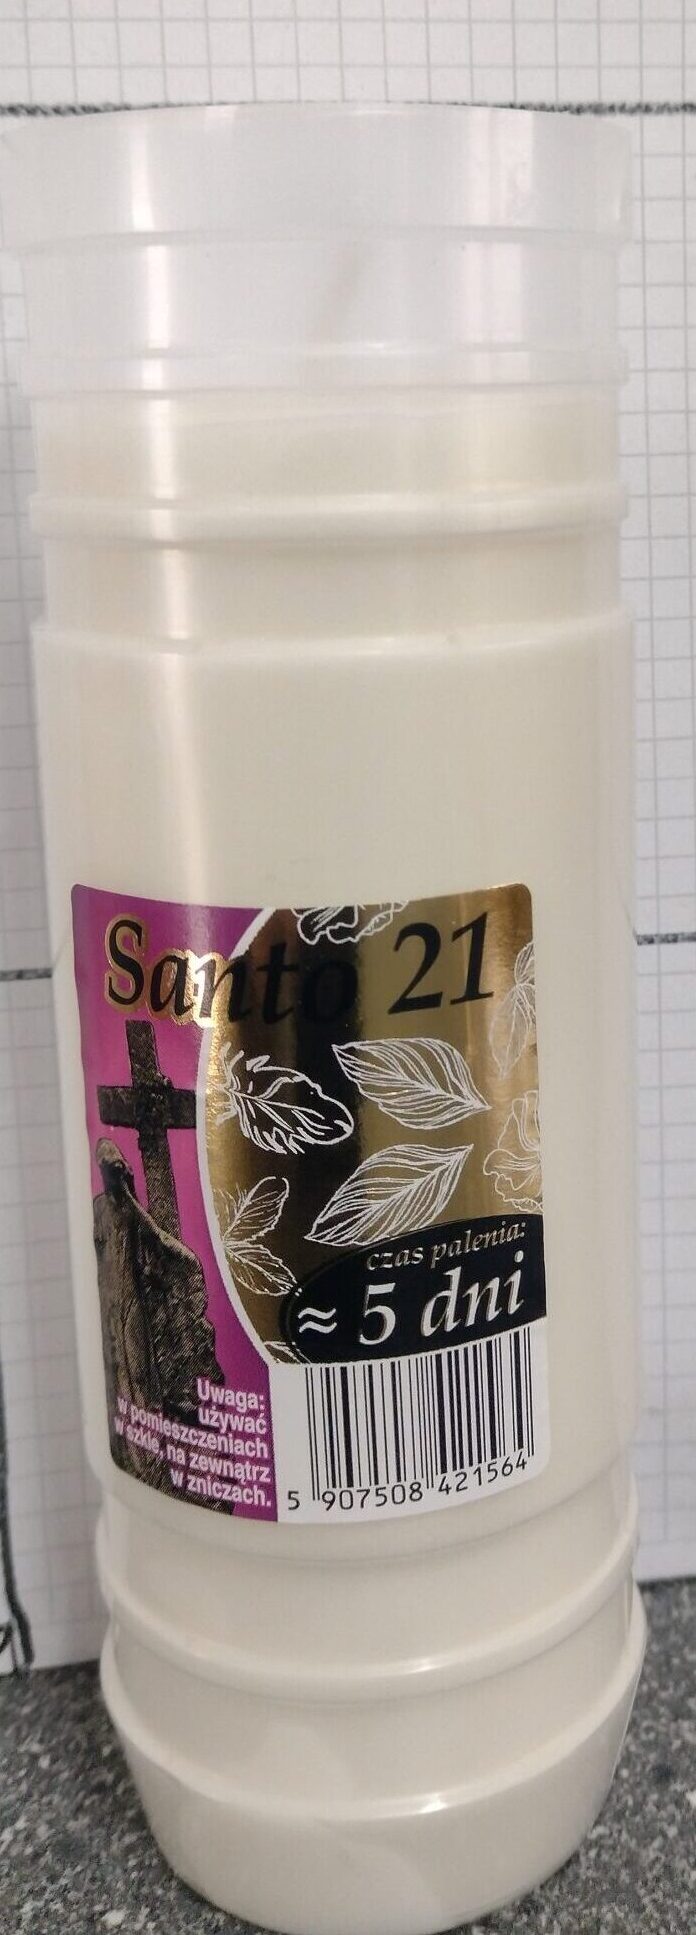 Santo 21
czas palenia:
≈ 5 dni
Uwaga:
używać
w pomieszczeniach
w szkle, na zewnątrz
w zniczach.
5 907508 421564